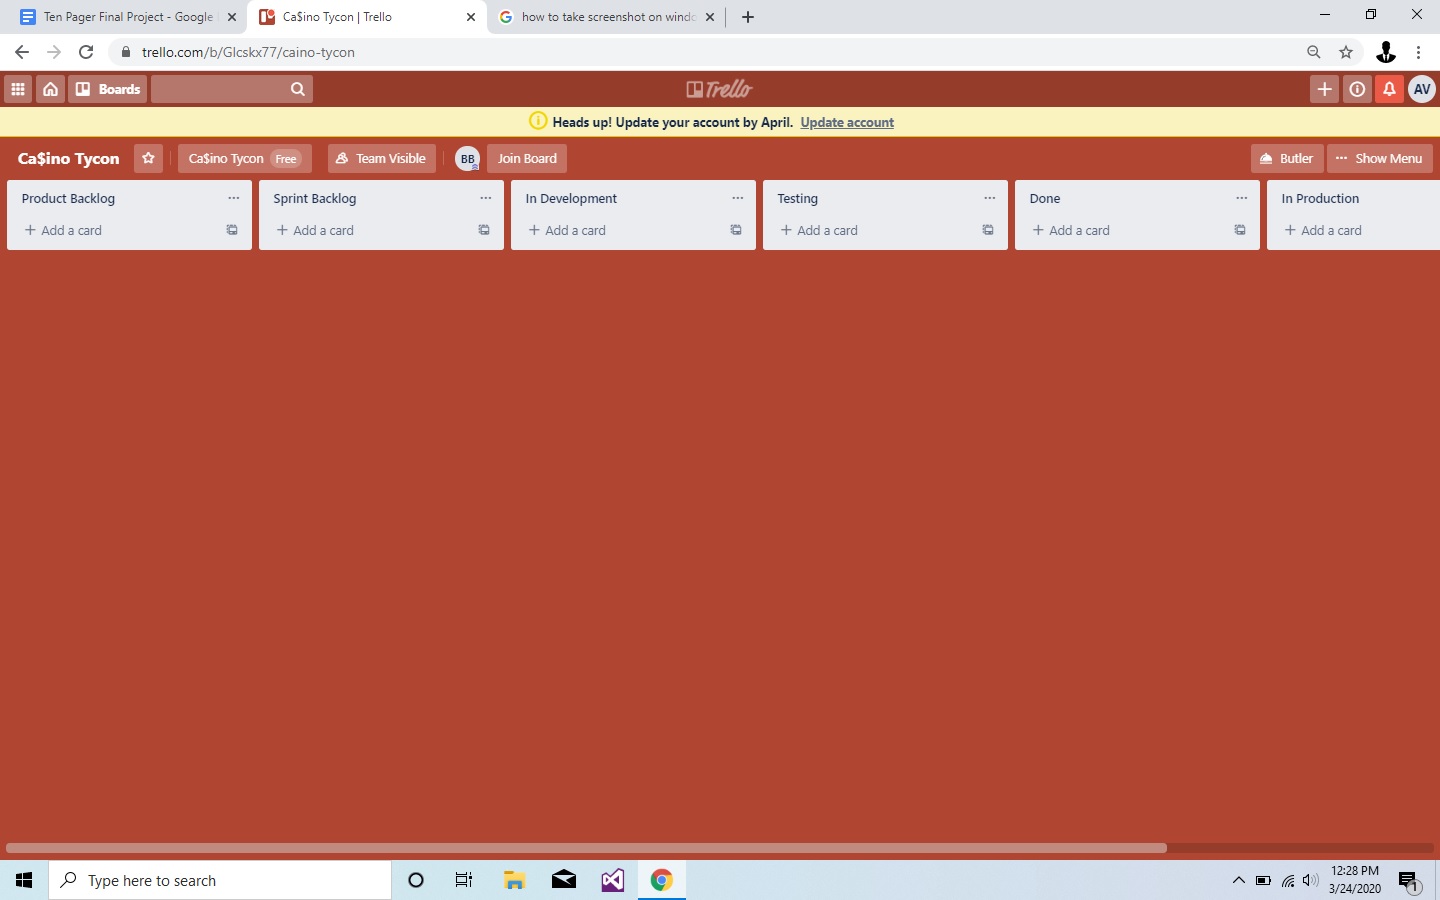 Ten Pager Final Project - Google
Ca$ino Tycon | Trello
how to take screenshot on windo
trello.com/b/Glcskx77/caino-tycon
Boards
Trello
AV
Heads up! Update your account by April. Update account
Ca$ino Tycon
Ca$ino Tycon Free
Team Visible
BB
Join Board
Butler
Show Menu
Product Backlog
Sprint Backlog
In Development
Testing
Done
In Production
+ Add a card
+ Add a card
+ Add a card
+ Add a card
+ Add a card
+ Add a card
Type here to search
12:28 PM
3/24/2020
1